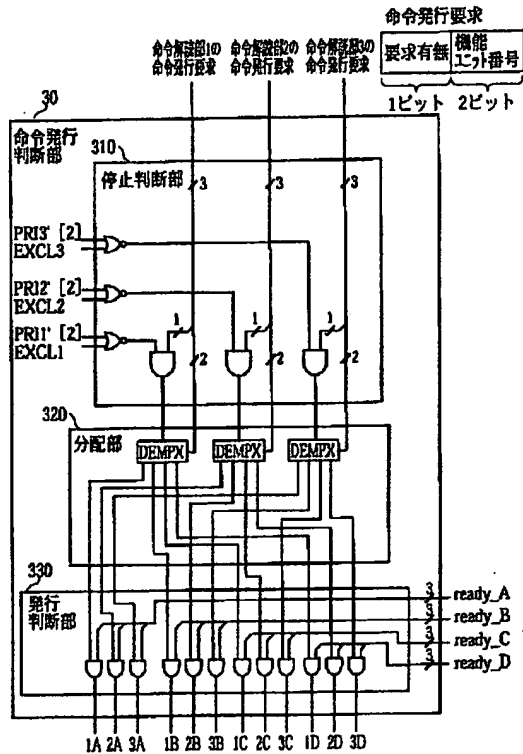 命令発行要求
要求有無
機能
ユニット番号
1ビット 2ビット
命令解読部1の
命令発行要求
命令解読部2の
命令発行要求
命令解読部3の
命令発行要求
30
命令発行
判断部
310
停止判断部
3
3
3
PRI3' [2]
EXCL3
PRI2' [2]
EXCL2
PRI1' [2]
EXCL1
1
1
1
2
2
2
320
分配部
DEMPX
DEMPX
DEMPX
330
発行
判断部
3
ready_A
3
ready_B
3
ready_C
3
ready_D
1A 2A 3A 1B 2B 3B 1C 2C 3C 1D 2D 3D